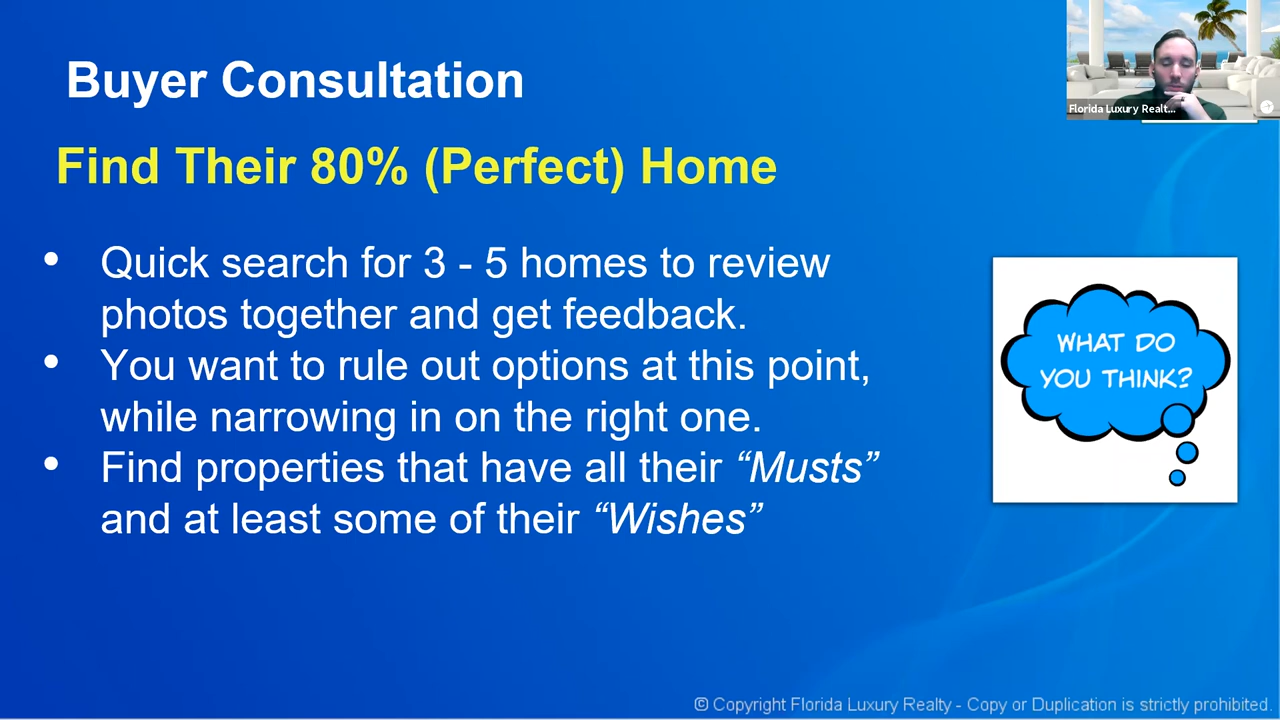 Buyer Consultation
Florida Luxury Realt...
Find Their 80% (Perfect) Home
• Quick search for 3 - 5 homes to review
photos together and get feedback.
• You want to rule out options at this point,
while narrowing in on the right one.
• Find properties that have all their “Musts”
and at least some of their “Wishes”
WHAT DO
YOU THINK?
© Copyright Florida Luxury Realty - Copy or Duplication is strictly prohibited.